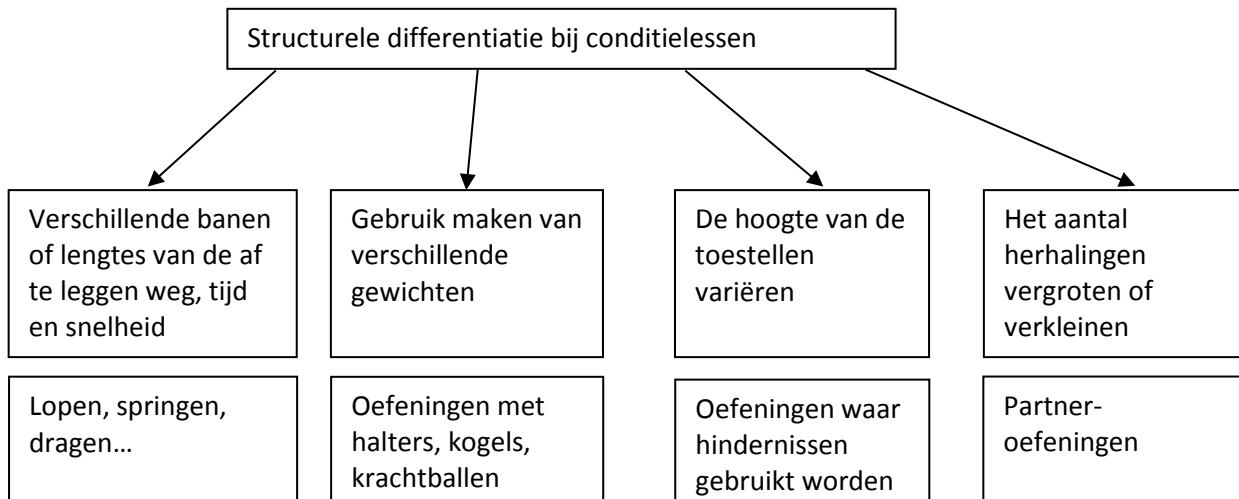 Structurele differentiatie bij conditielessen
Verschillende banen
of lengtes van de af
te leggen weg, tijd
en snelheid
Gebruik maken van
verschillende
gewichten
De hoogte van de
toestellen
variëren
Het aantal
herhalingen
vergroten of
verkleinen
Lopen, springen,
dragen…
Oefeningen met
halters, kogels,
krachtballen
Oefeningen waar
hindernissen
gebruikt worden
Partner-
oefeningen